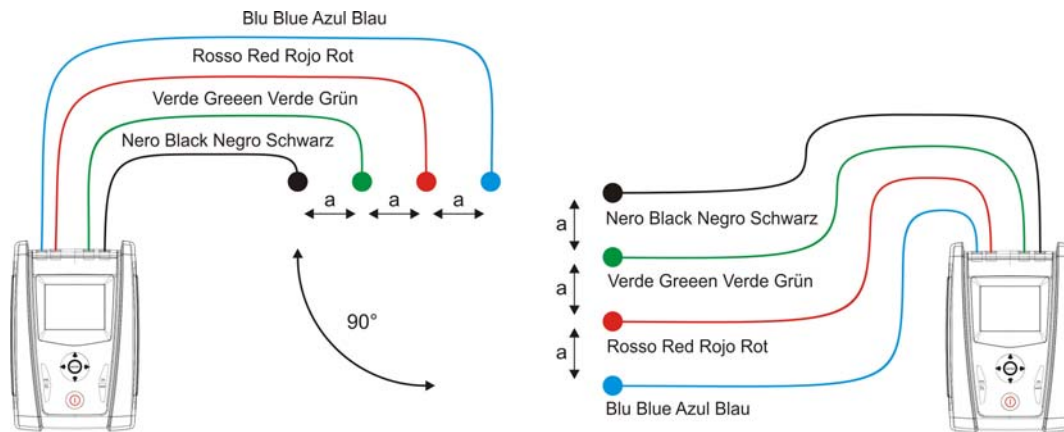 Blu Blue Azul Blau
Rosso Red Rojo Rot
Verde Greeen Verde Grün
Nero Black Negro Schwarz
a a a
90°
Nero Black Negro Schwarz
a
Verde Greeen Verde Grün
a
Rosso Red Rojo Rot
a
Blu Blue Azul Blau